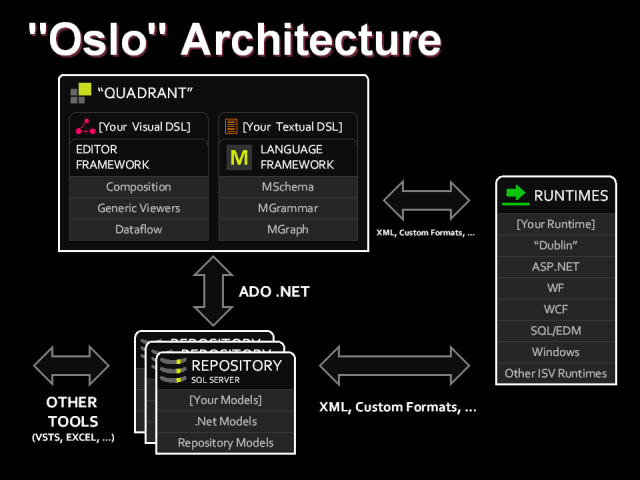 "Oslo" Architecture
“QUADRANT”
[Your Visual DSL]
EDITOR
FRAMEWORK
Composition
Generic Viewers
Dataflow
[Your Textual DSL]
M
LANGUAGE
FRAMEWORK
MSchema
MGrammar
MGraph
XML, Custom Formats, ...
RUNTIMES
[Your Runtime]
“Dublin”
ASP.NET
WF
WCF
SQL/EDM
Windows
Other ISV Runtimes
ADO .NET
REPOSITORY
REPOSITORY
REPOSITORY
SQL SERVER
[Your Models]
.Net Models
Repository Models
OTHER
TOOLS
(VSTS, EXCEL, ...)
XML, Custom Formats, ...